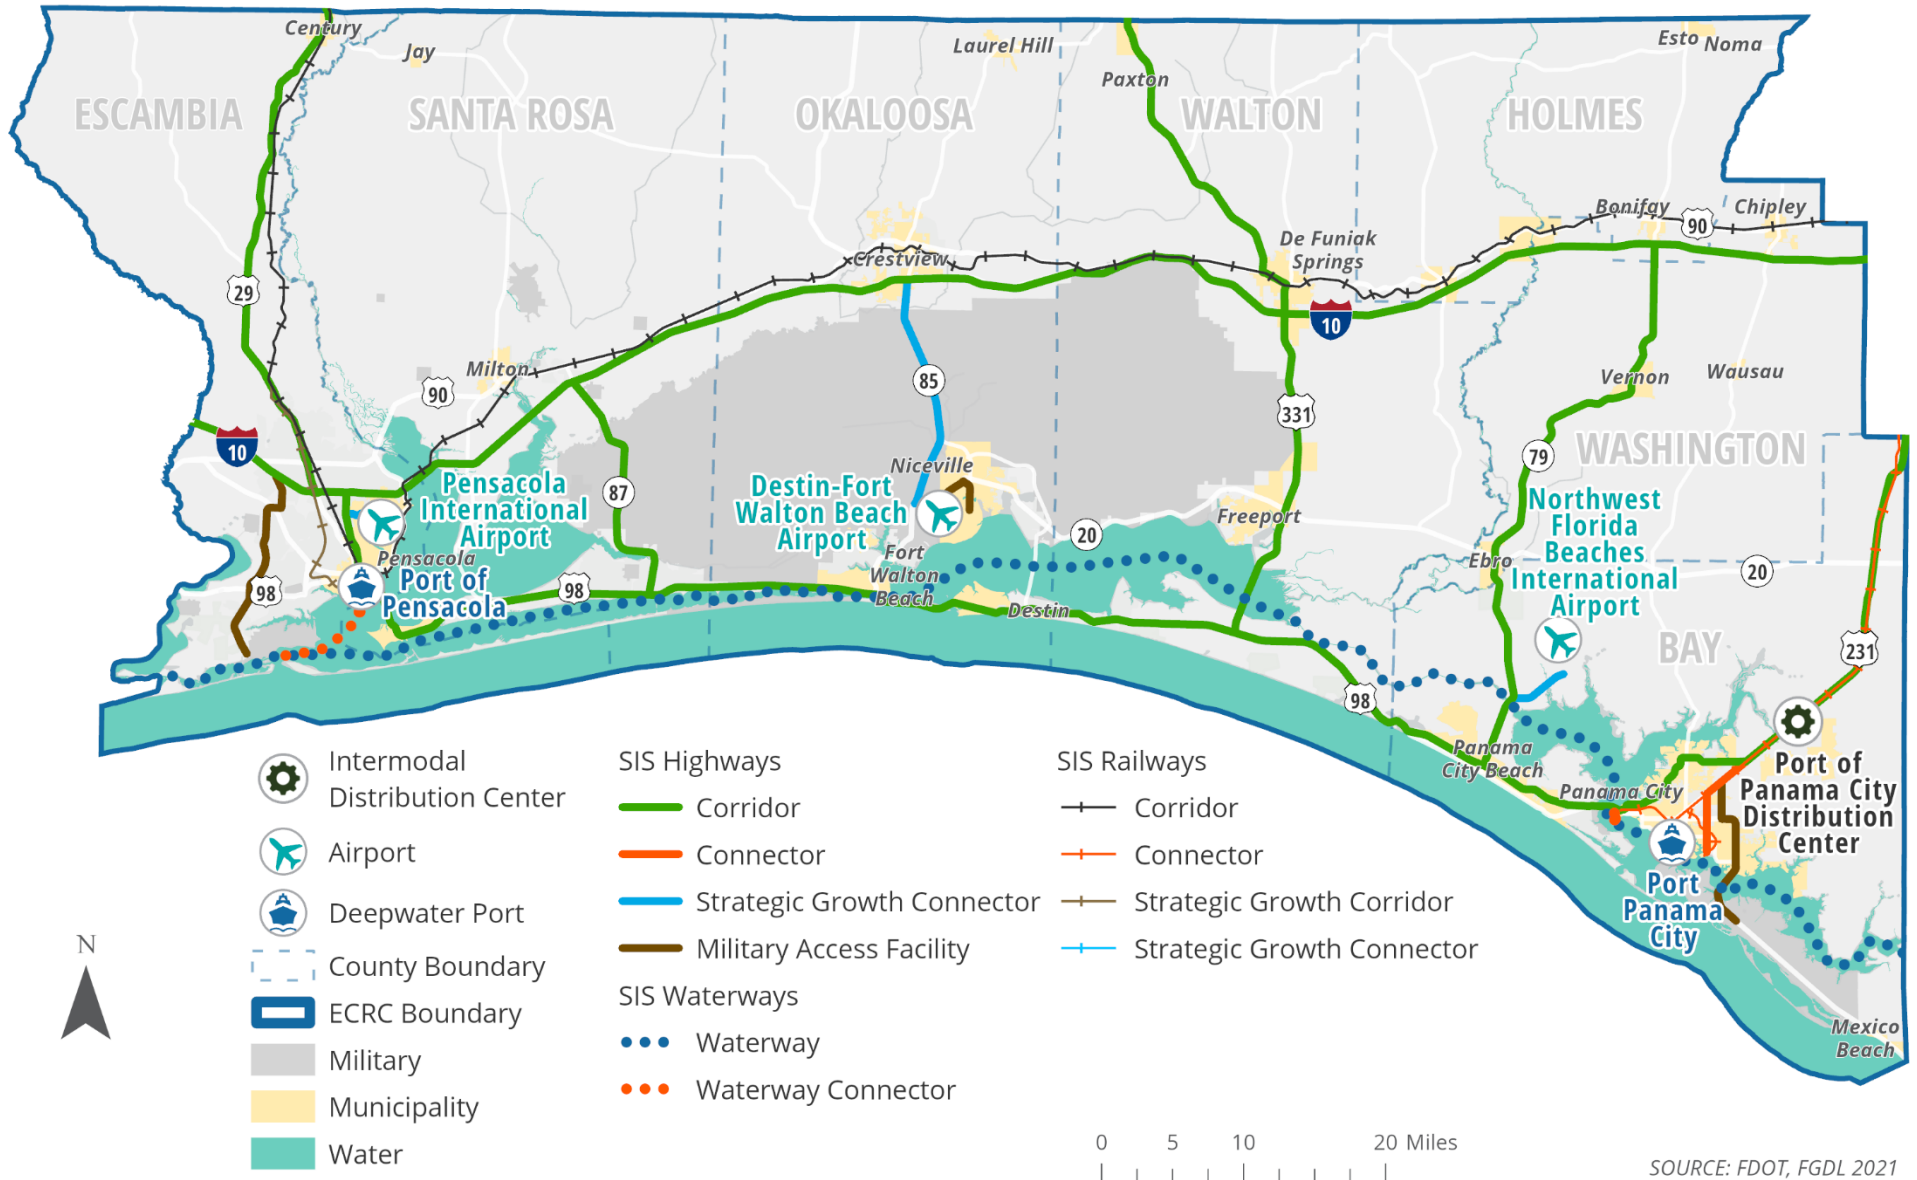 Century
Jay
Laurel Hill
Paxton
Esto
Noma
ESCAMBIA
SANTA ROSA
OKALOOSA
WALTON
HOLMES
Bonifay
90
Chipley
De Funiak
Springs
Crestview
29
10
Milton
90
85
331
Vernon
Wausau
10
WASHINGTON
79
Niceville
87
Pensacola
International
Airport
Destin-Fort
Walton Beach
Airport
Freeport
Northwest
Florida
Beaches
International
Airport
20
Ebro
20
Pensacola
Port of
Pensacola
98
98
Fort
Walton
Beach
Destin
BAY
231
98
Panama
City Beach
Panama City
Port of
Panama City
Distribution
Center
Port
Panama
City
Mexico
Beach
N
Intermodal
Distribution Center
Airport
Deepwater Port
County Boundary
ECRC Boundary
Military
Municipality
Water
SIS Highways
Corridor
Connector
Strategic Growth Connector
Military Access Facility
SIS Waterways
Waterway
Waterway Connector
SIS Railways
Corridor
Connector
Strategic Growth Corridor
Strategic Growth Connector
0 5 10 20 Miles
SOURCE: FDOT, FGDL 2021